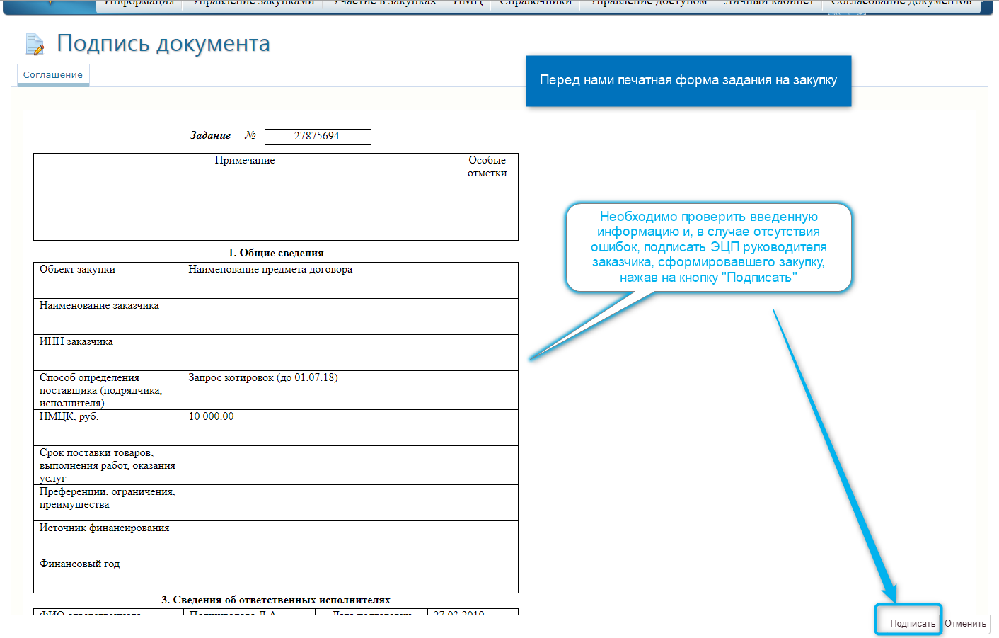 Информация Управление закупками Участие в закупках НМЦ Справочники Управление доступом Личный кабинет Согласование документов
Подпись документа
Соглашение
Перед нами печатная форма задания на закупку
Задание № 27875694
Примечание
Особые
отметки
Необходимо проверить введенную
информацию и, в случае отсутствия
ошибок, подписать ЭЦП руководителя
заказчика, сформировавшего закупку,
нажав на кнопку "Подписать"
1. Общие сведения
Объект закупки Наименование предмета договора
Наименование заказчика
ИНН заказчика
Способ определения
поставщика (подрядчика,
исполнителя)
Запрос котировок (до 01.07.18)
НМЦК, руб. 10 000.00
Срок поставки товаров,
выполнения работ, оказания
услуг
Преференции, ограничения,
преимущества
Источник финансирования
Финансовый год
3. Сведения об ответственных исполнителях
ФИО ответственного Дата подготовки 27.03.2019
Подписать Отменить